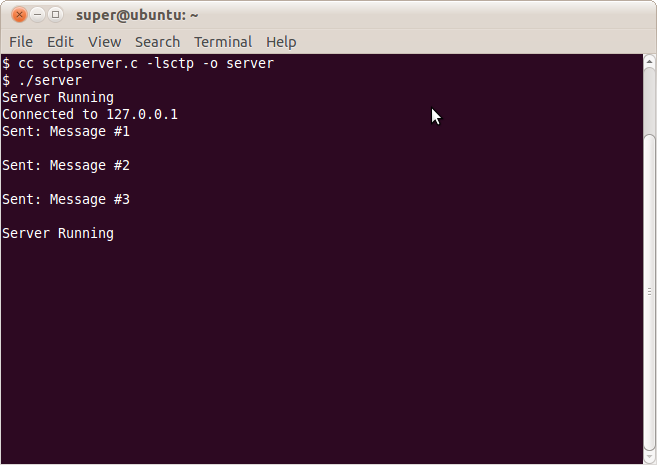 super@ubuntu: ~
File Edit View Search Terminal Help
$ cc sctpserver.c -lsctp -o server
$ ./server
Server Running
Connected to 127.0.0.1
Sent: Message #1
Sent: Message #2
Sent: Message #3
Server Running